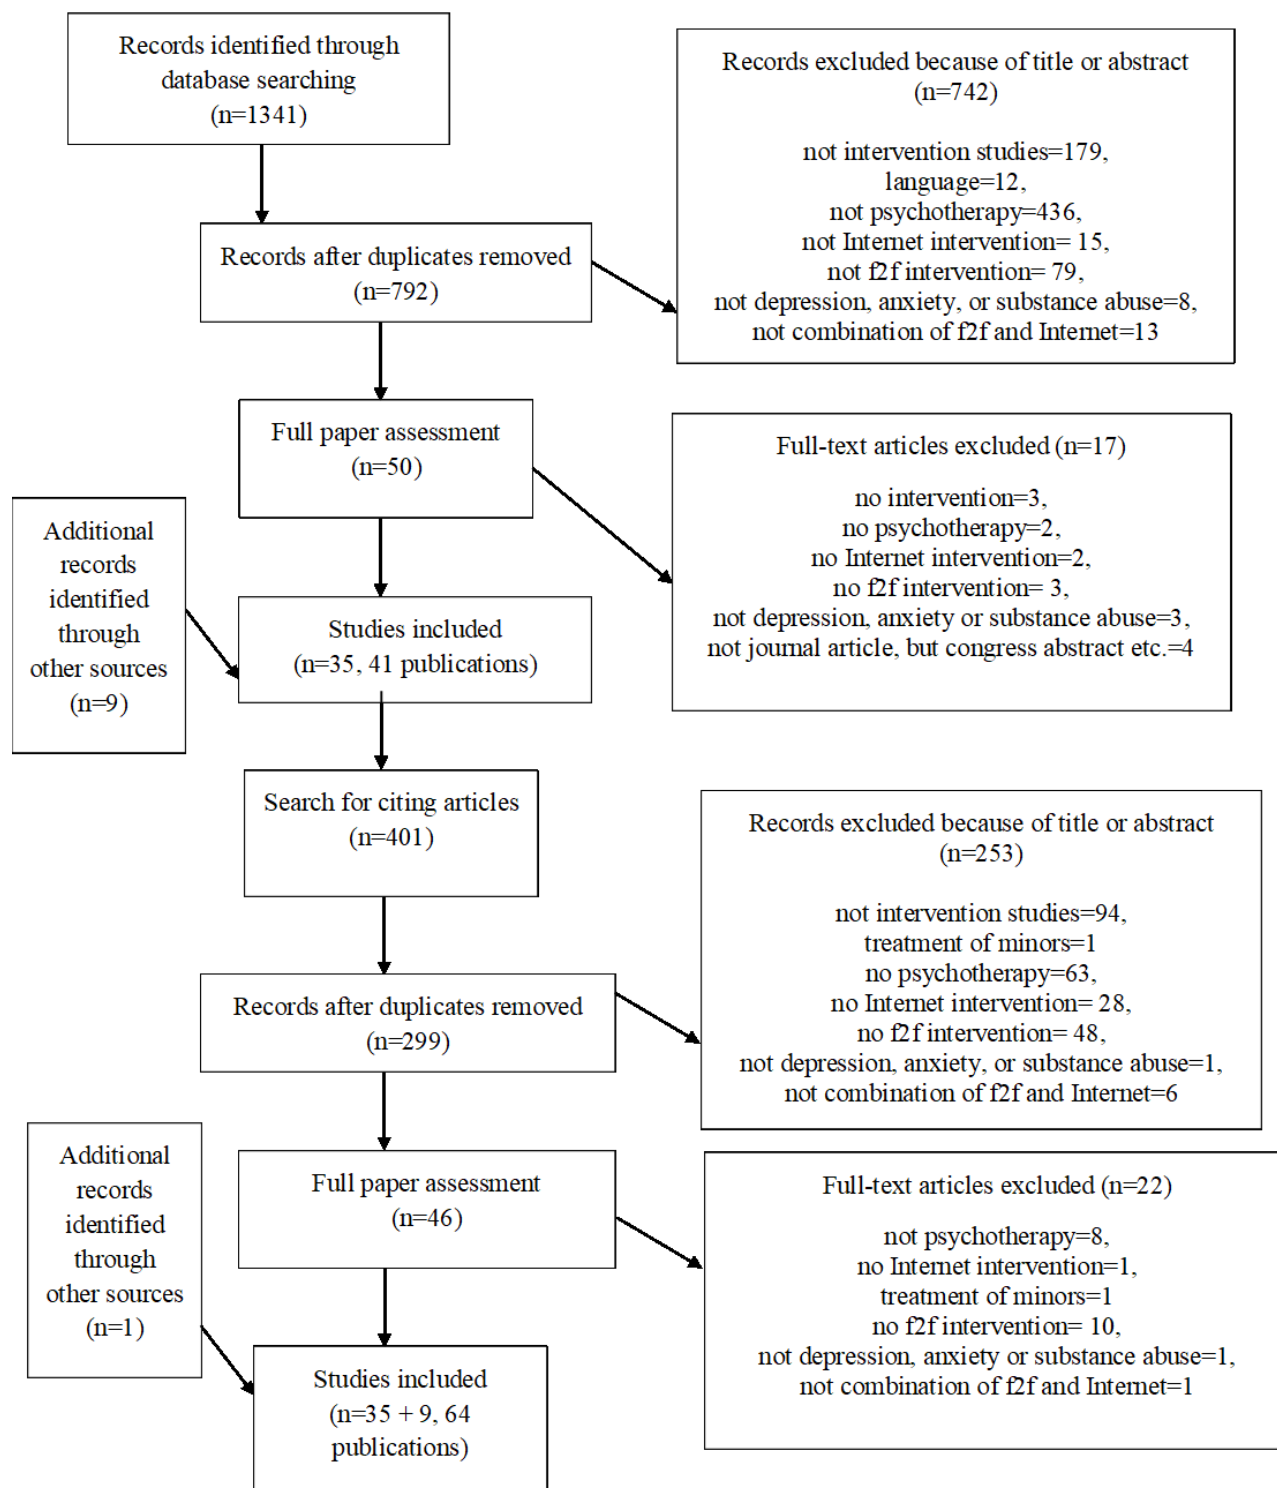 Records identified through
database searching
(n=1341)
Records excluded because of title or abstract
(n=742)
not intervention studies=179,
language=12,
not psychotherapy=436,
not Internet intervention= 15,
not f2f intervention= 79,
not depression, anxiety, or substance abuse=8,
not combination of f2f and Internet=13
Records after duplicates removed
(n=792)
Full paper assessment
(n=50)
Full-text articles excluded (n=17)
no intervention=3,
no psychotherapy=2,
no Internet intervention=2,
no f2f intervention= 3,
not depression, anxiety or substance abuse=3,
not journal article, but congress abstract etc.=4
Additional
records
identified
through
other sources
(n=9)
Studies included
(n=35, 41 publications)
Search for citing articles
(n=401)
Records excluded because of title or abstract
(n=253)
not intervention studies=94,
treatment of minors=1
no psychotherapy=63,
no Internet intervention= 28,
no f2f intervention= 48,
not depression, anxiety, or substance abuse=1,
not combination of f2f and Internet=6
Records after duplicates removed
(n=299)
Additional
records
identified
through
other sources
(n=1)
Full paper assessment
(n=46)
Full-text articles excluded (n=22)
not psychotherapy=8,
no Internet intervention=1,
treatment of minors=1
no f2f intervention= 10,
not depression, anxiety or substance abuse=1,
not combination of f2f and Internet=1
Studies included
(n=35 + 9, 64
publications)